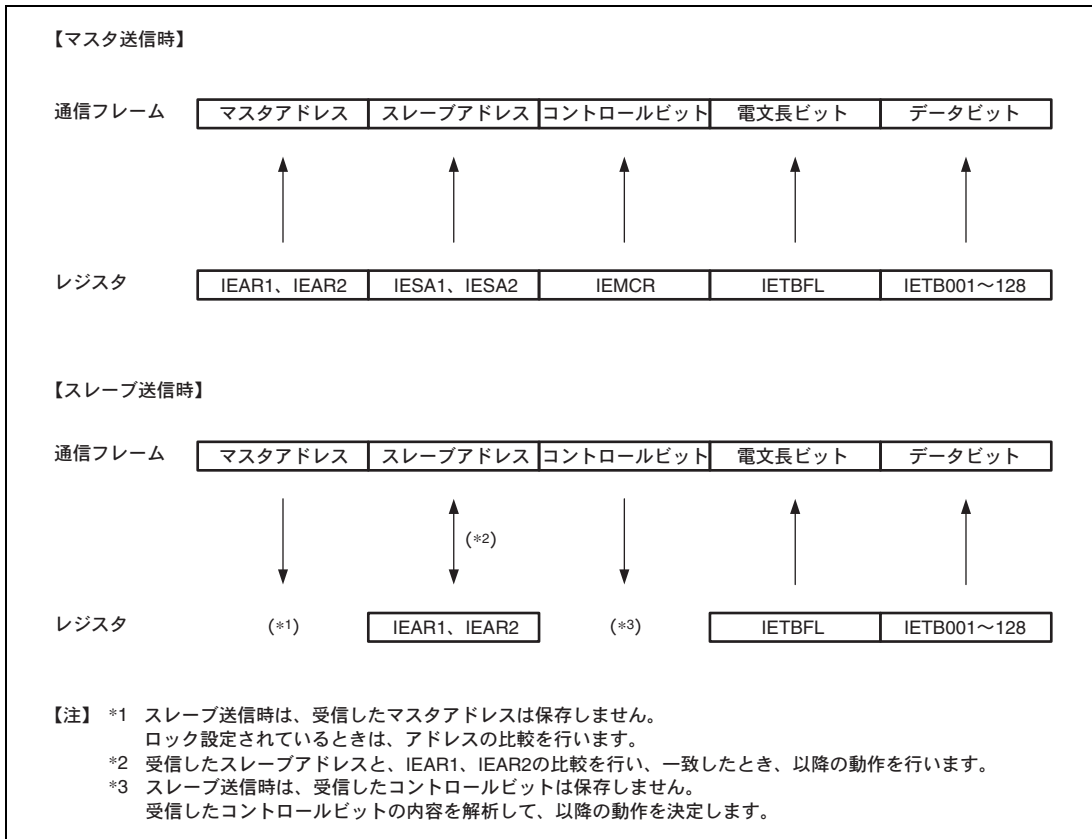 【マスタ送信時】
通信フレーム マスタアドレス スレーブアドレス コントロールビット 電文長ビット データビット
レジスタ IEAR1、IEAR2 IESA1、IESA2 IEMCR IETBFL IETB001～128
【スレーブ送信時】
通信フレーム マスタアドレス スレーブアドレス コントロールビット 電文長ビット データビット
(*2)
レジスタ (*1) IEAR1、IEAR2 (*3) IETBFL IETB001～128
【注】 *1 スレーブ送信時は、受信したマスタアドレスは保存しません。
ロック設定されているときは、アドレスの比較を行います。
*2 受信したスレーブアドレスと、IEAR1、IEAR2の比較を行い、一致したとき、以降の動作を行います。
*3 スレーブ送信時は、受信したコントロールビットは保存しません。
受信したコントロールビットの内容を解析して、以降の動作を決定します。